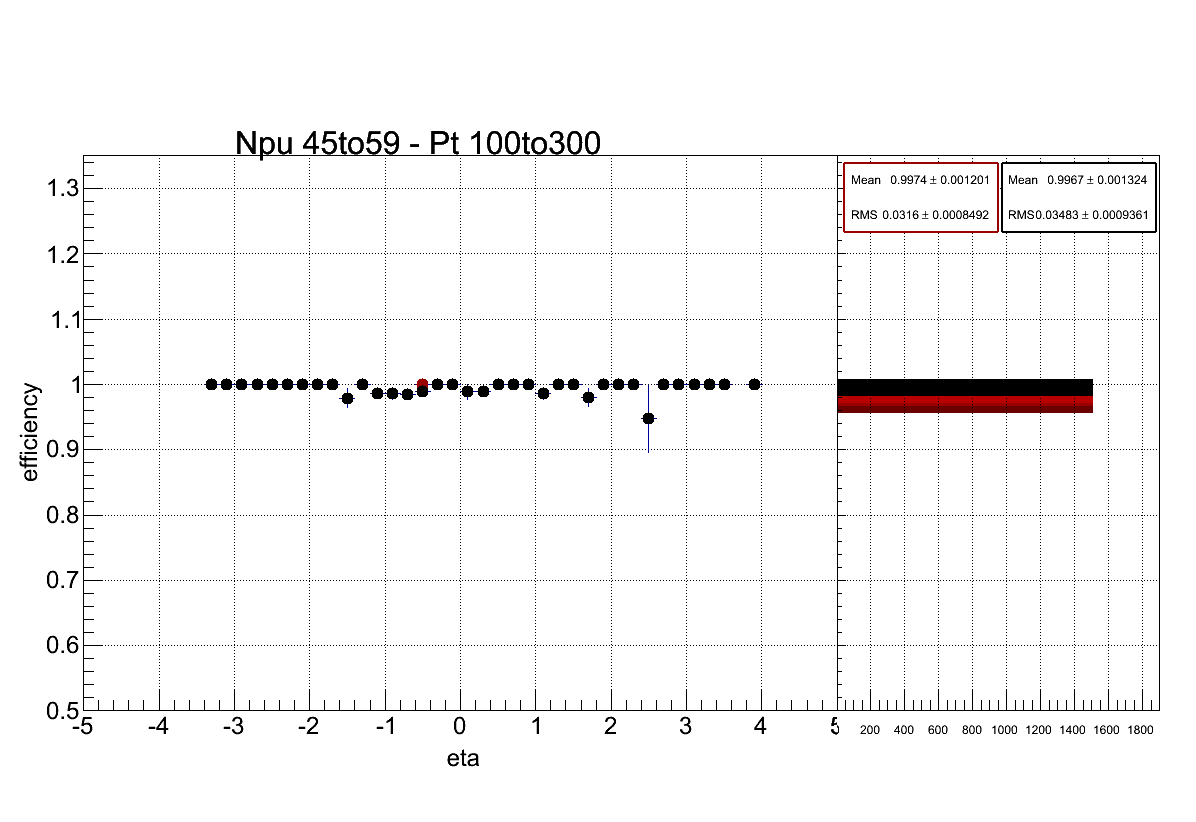 Npu 45to59 - Pt 100to300
Mean 0.9974 ± 0.001201
RMS 0.0316 ± 0.0008492
Mean 0.9967 ± 0.001324
RMS 0.03483 ± 0.0009361
1.3
1.2
1.1
1
0.9
0.8
0.7
0.6
0.5
efficiency
-5 -4 -3 -2 -1 0 1 2 3 4 5
200 400 600 800 1000 1200 1400 1600 1800
eta